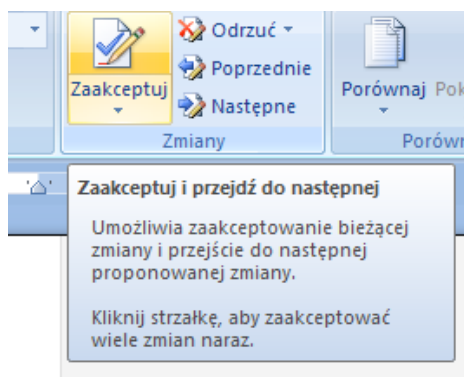 Zaakceptuj
Odrzuć
Poprzednie
Następne
Zmiany
Porównaj
Zaakceptuj i przejdź do następnej
Umożliwia zaakceptowanie bieżącej
zmiany i przejście do następnej
proponowanej zmiany.
Kliknij strzałkę, aby zaakceptować
wiele zmian naraz.